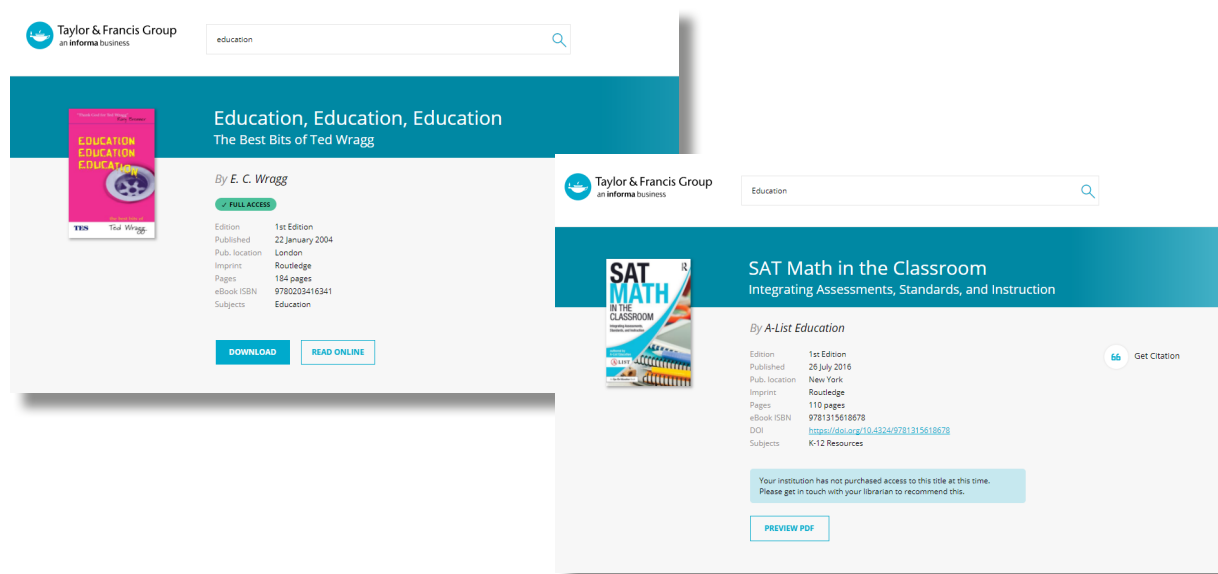 Taylor & Francis Group
an informa business
education
Education, Education, Education
The Best Bits of Ted Wragg
EDUCATION
EDUCATION
EDUCATION
TES Ted Wragg
By E. C. Wragg
✓ FULL ACCESS
Edition 1st Edition
Published 22 January 2004
Pub. location London
Imprint Routledge
Pages 184 pages
eBook ISBN 9780203416341
Subjects Education
DOWNLOAD READ ONLINE
Taylor & Francis Group
an informa business
Education
SAT Math in the Classroom
Integrating Assessments, Standards, and Instruction
R
SAT
MATH
IN THE
CLASSROOM
Integrating Assessments,
Standards, and Instruction
A LIST
By A-List Education
Edition 1st Edition
Published 26 July 2016
Pub. location New York
Imprint Routledge
Pages 110 pages
eBook ISBN 9781315618678
DOI https://doi.org/10.4324/9781315618678
Subjects K-12 Resources
Get Citation
Your institution has not purchased access to this title at this time.
Please get in touch with your librarian to recommend this.
PREVIEW PDF